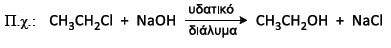 Π.χ.: CH₃CH₂Cl + NaOH υδατικό διάλυμα → CH₃CH₂OH + NaCl